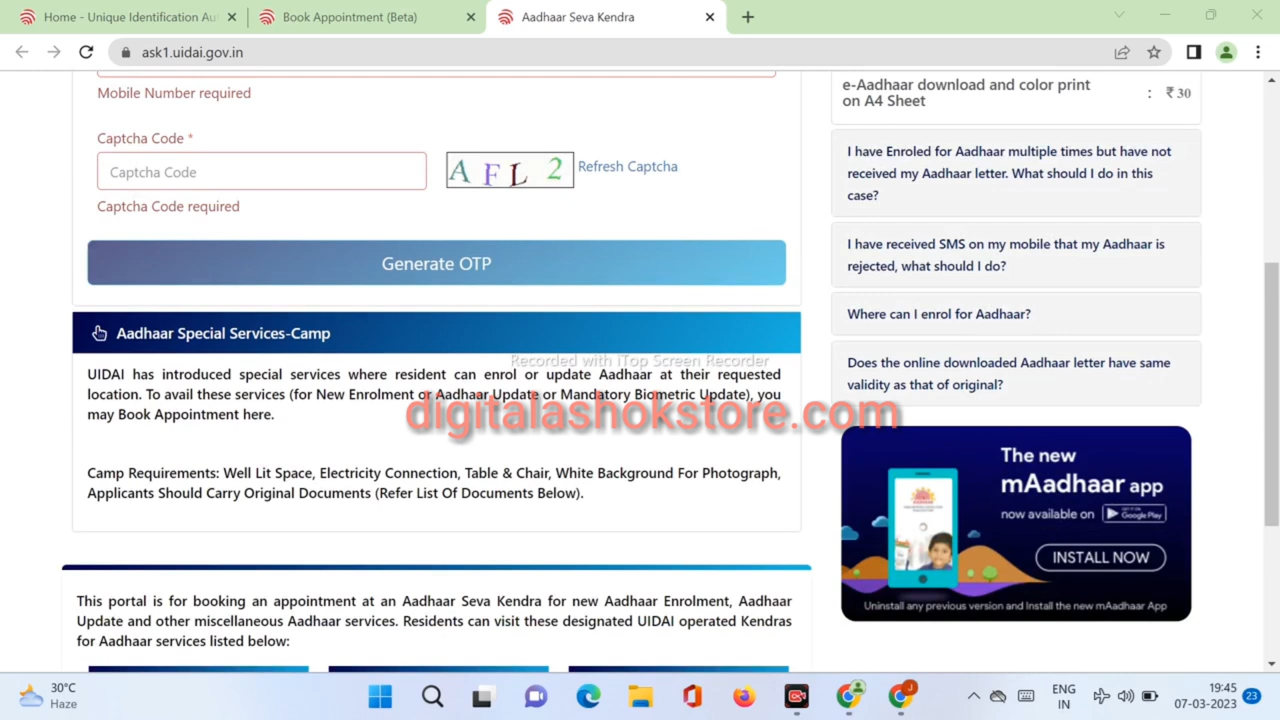 Home - Unique Identification Au
Book Appointment (Beta)
Aadhaar Seva Kendra
ask1.uidai.gov.in
Mobile Number required
Captcha Code *
Captcha Code
A F L 2
Refresh Captcha
Captcha Code required
Generate OTP
Aadhaar Special Services-Camp
Recorded with iTop Screen Recorder
UIDAI has introduced special services where resident can enrol or update Aadhaar at their requested
location. To avail these services (for New Enrolment or Aadhaar Update or Mandatory Biometric Update), you
may Book Appointment here.
digitalashokstore.com
Camp Requirements: Well Lit Space, Electricity Connection, Table & Chair, White Background For Photograph,
Applicants Should Carry Original Documents (Refer List Of Documents Below).
This portal is for booking an appointment at an Aadhaar Seva Kendra for new Aadhaar Enrolment, Aadhaar
Update and other miscellaneous Aadhaar services. Residents can visit these designated UIDAI operated Kendras
for Aadhaar services listed below:
e-Aadhaar download and color print
on A4 Sheet
: ₹ 30
I have Enroled for Aadhaar multiple times but have not
received my Aadhaar letter. What should I do in this
case?
I have received SMS on my mobile that my Aadhaar is
rejected, what should I do?
Where can I enrol for Aadhaar?
Does the online downloaded Aadhaar letter have same
validity as that of original?
The new
mAadhaar app
now available on
GET IT ON
Google Play
INSTALL NOW
Uninstall any previous version and Install the new mAadhaar App
30°C
Haze
J
ENG
IN
19:45
07-03-2023
23